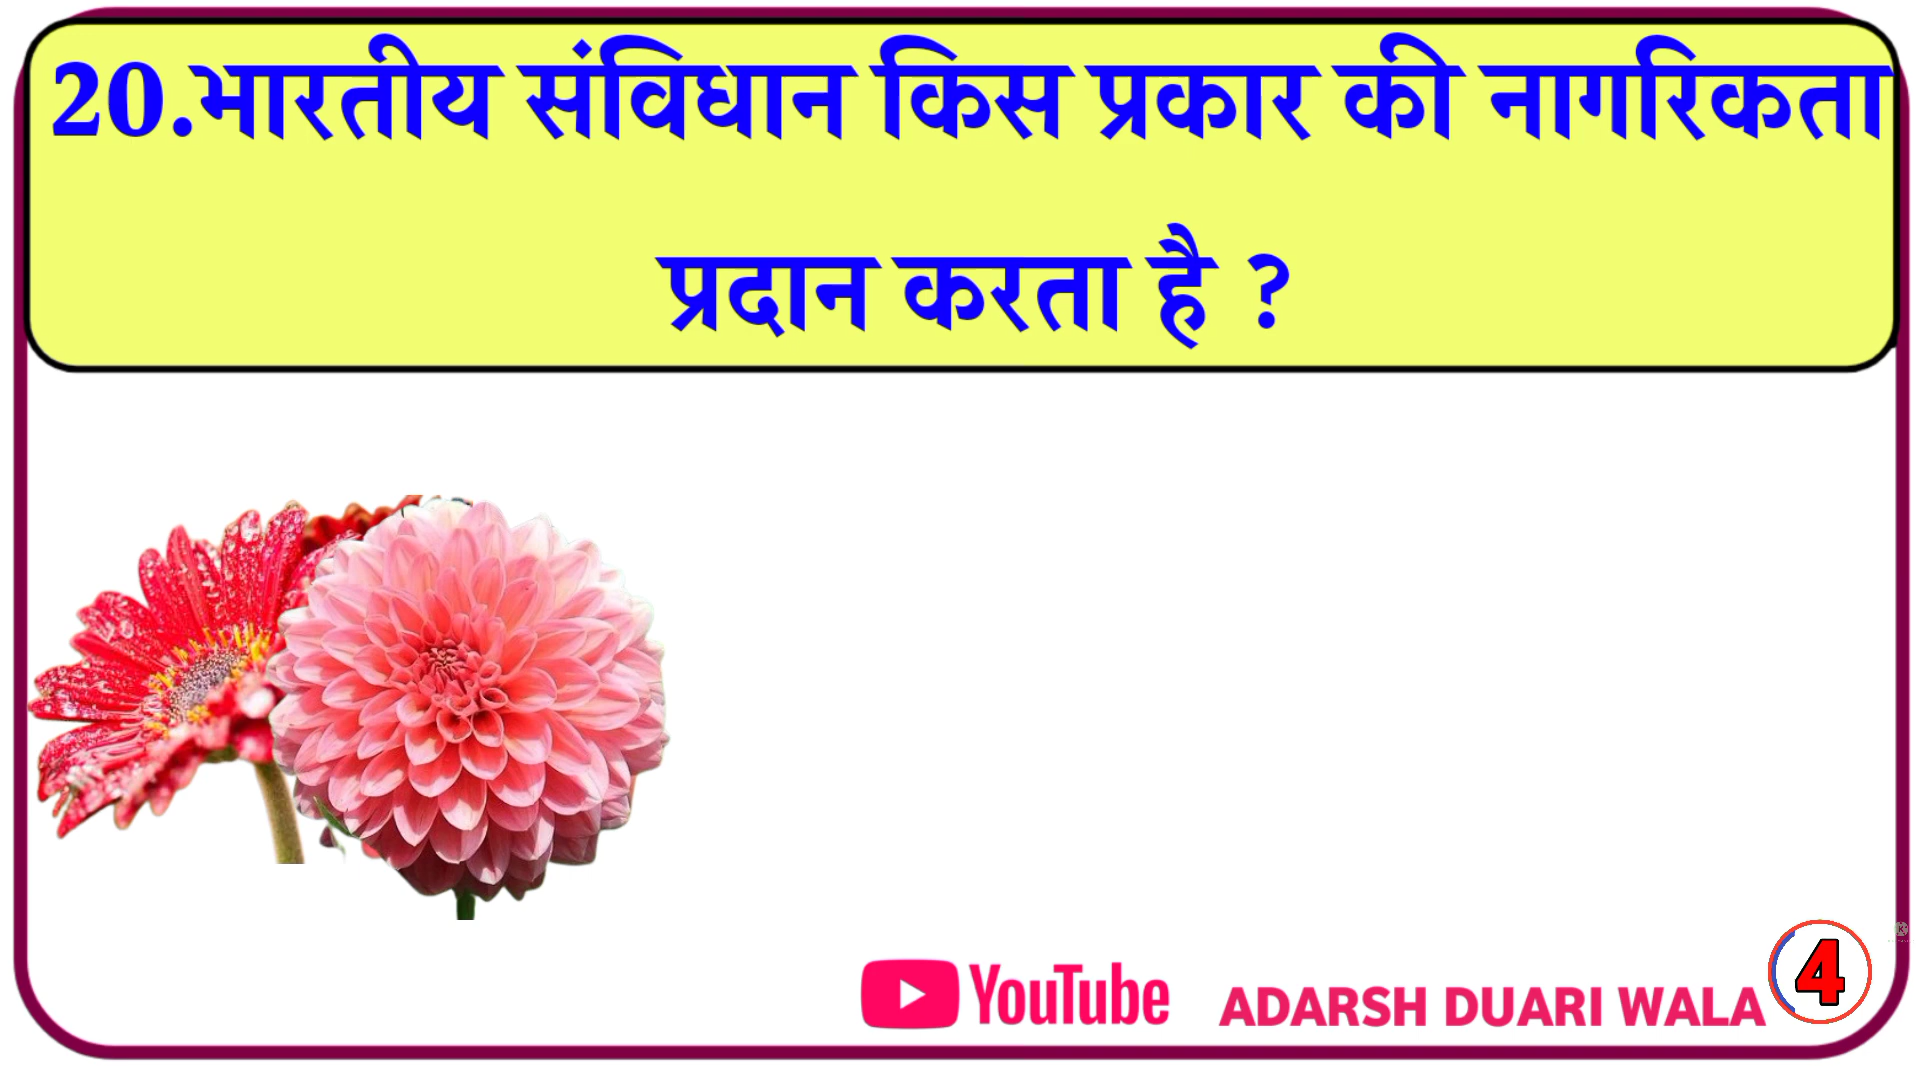 20.भारतीय संविधान किस प्रकार की नागरिकता
प्रदान करता है ?
YouTube ADARSH DUARI WALA 4